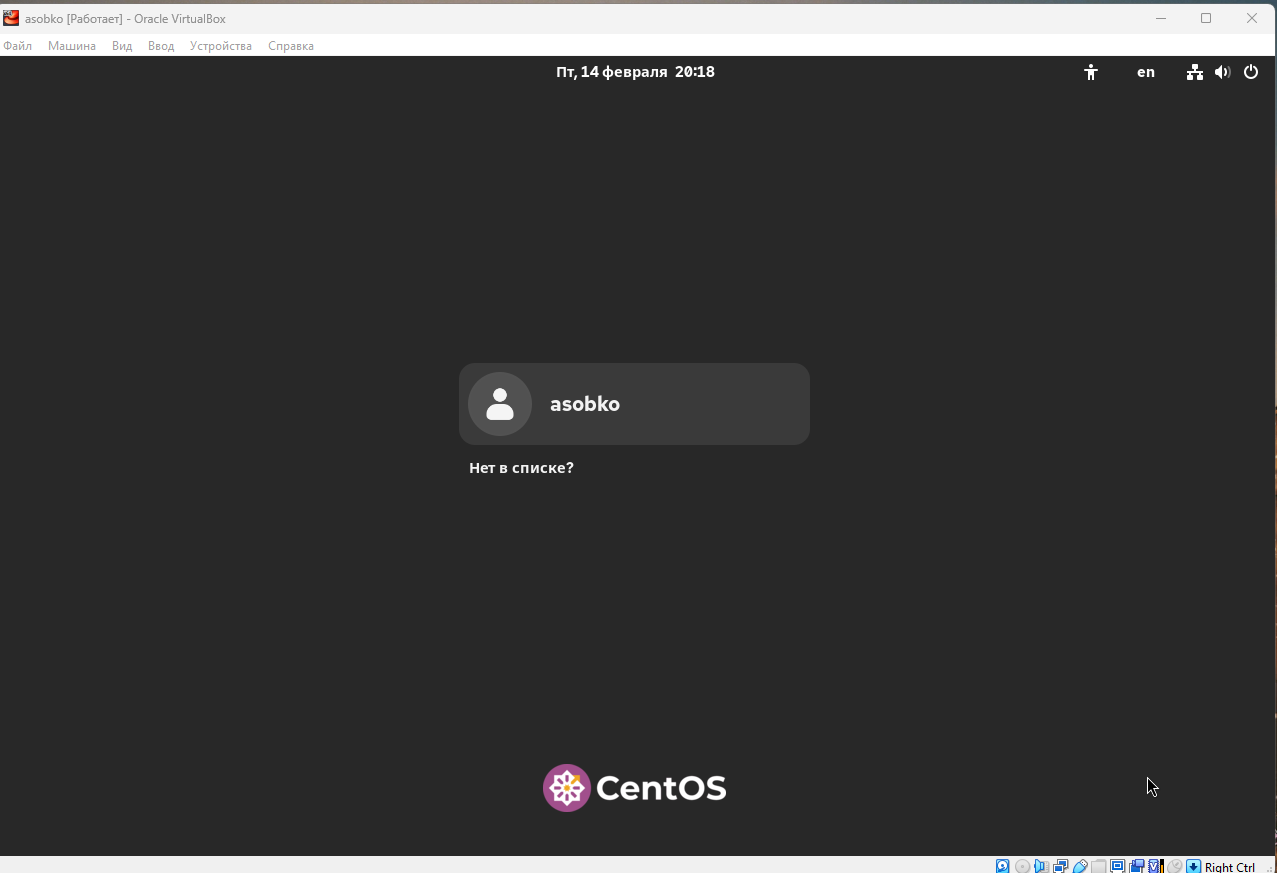 asobko [Работает] - Oracle VirtualBox
Файл Машина Вид Ввод Устройства Справка
Пт, 14 февраля 20:18 en
asobko
Нет в списке?
CentOS
Right Ctrl